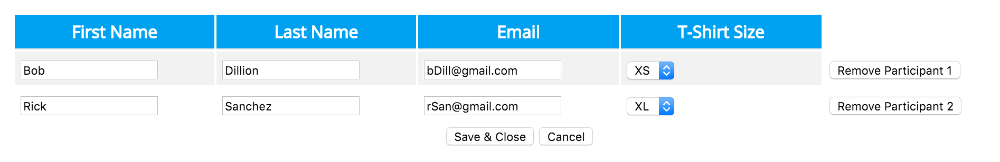 First Name Last Name Email T-Shirt Size
Bob Dillion bDill@gmail.com XS Remove Participant 1
Rick Sanchez rSan@gmail.com XL Remove Participant 2
Save & Close Cancel